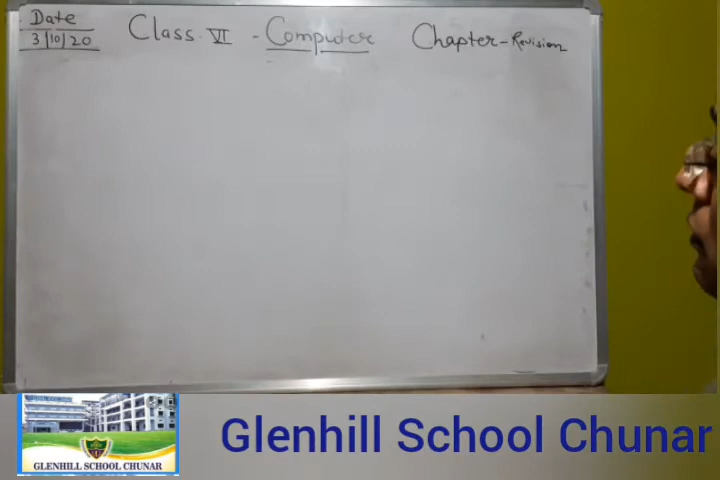 Date
3/10/20
Class. VI - Computer Chapter - Revision
GLENHILL SCHOOL CHUNAR
Glenhill School Chunar